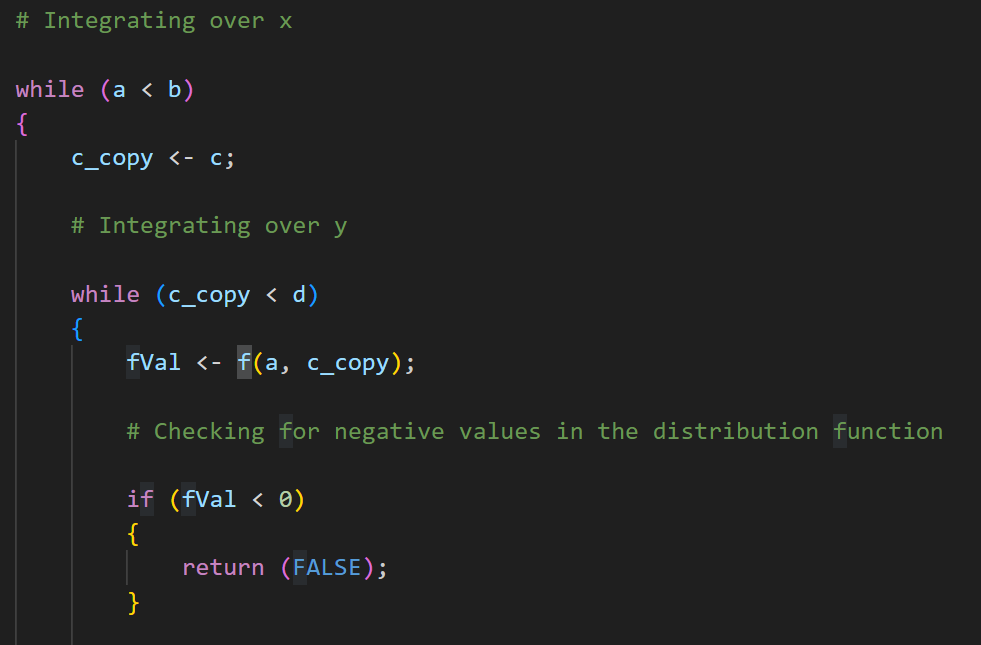 # Integrating over x
while (a < b)
{
c_copy <- c;
# Integrating over y
while (c_copy < d)
{
fVal <- f(a, c_copy);
# Checking for negative values in the distribution function
if (fVal < 0)
{
return (FALSE);
}